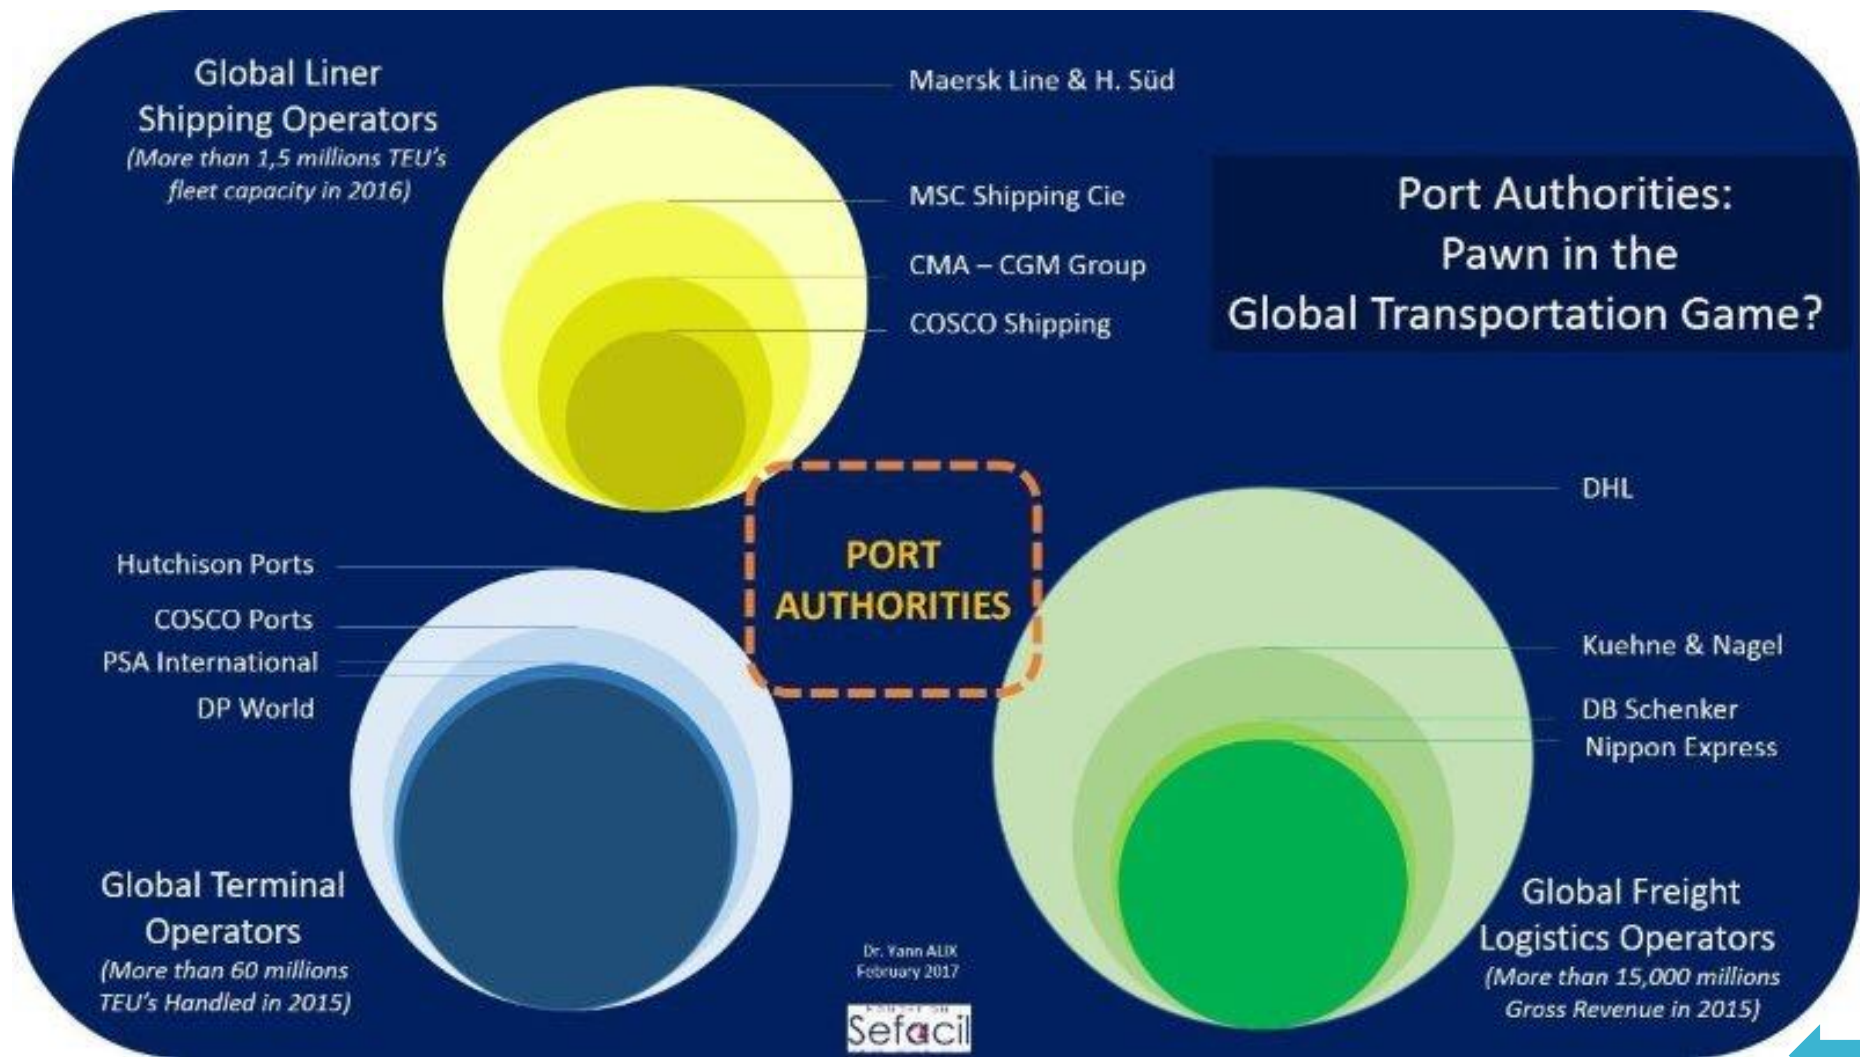 Global Liner
Shipping Operators
(More than 1,5 millions TEU's
fleet capacity in 2016)
Maersk Line & H. Süd
MSC Shipping Cie
CMA – CGM Group
COSCO Shipping
Port Authorities:
Pawn in the
Global Transportation Game?
PORT
AUTHORITIES
Hutchison Ports
COSCO Ports
PSA International
DP World
Global Terminal
Operators
(More than 60 millions
TEU's Handled in 2015)
DHL
Kuehne & Nagel
DB Schenker
Nippon Express
Global Freight
Logistics Operators
(More than 15,000 millions
Gross Revenue in 2015)
Dr. Yann ALIX
February 2017
Sefacil